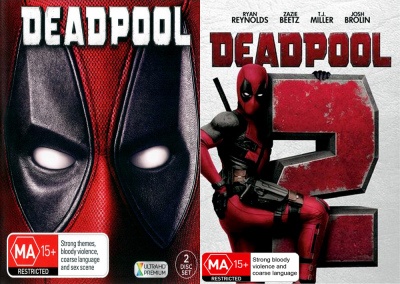 DEADPOOL
MA 15+
RESTRICTED
Strong themes,
bloody violence,
coarse language
and sex scene
ULTRAHD
PREMIUM
2
DISC
SET
RYAN
REYNOLDS
ZAZIE
BEETZ
T.J.
MILLER
JOSH
BROLIN
DEADPOOL
2
MA 15+
RESTRICTED
Strong bloody
violence and
coarse language